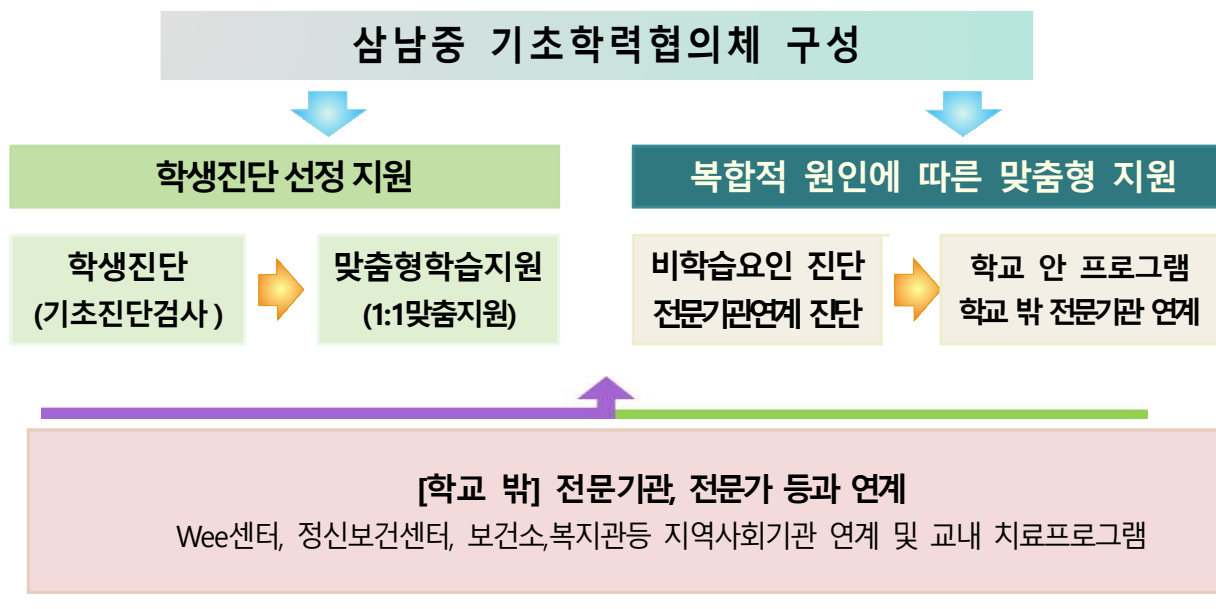 삼남중 기초학력협의체 구성
학생진단 선정 지원
학생진단
(기초진단검사)
맞춤형학습지원
(1:1맞춤지원)
복합적 원인에 따른 맞춤형 지원
비학습요인 진단
전문기관연계 진단
학교 안 프로그램
학교 밖 전문기관 연계
[학교 밖] 전문기관, 전문가 등과 연계
Wee센터, 정신보건센터, 보건소,복지관등 지역사회기관 연계 및 교내 치료프로그램